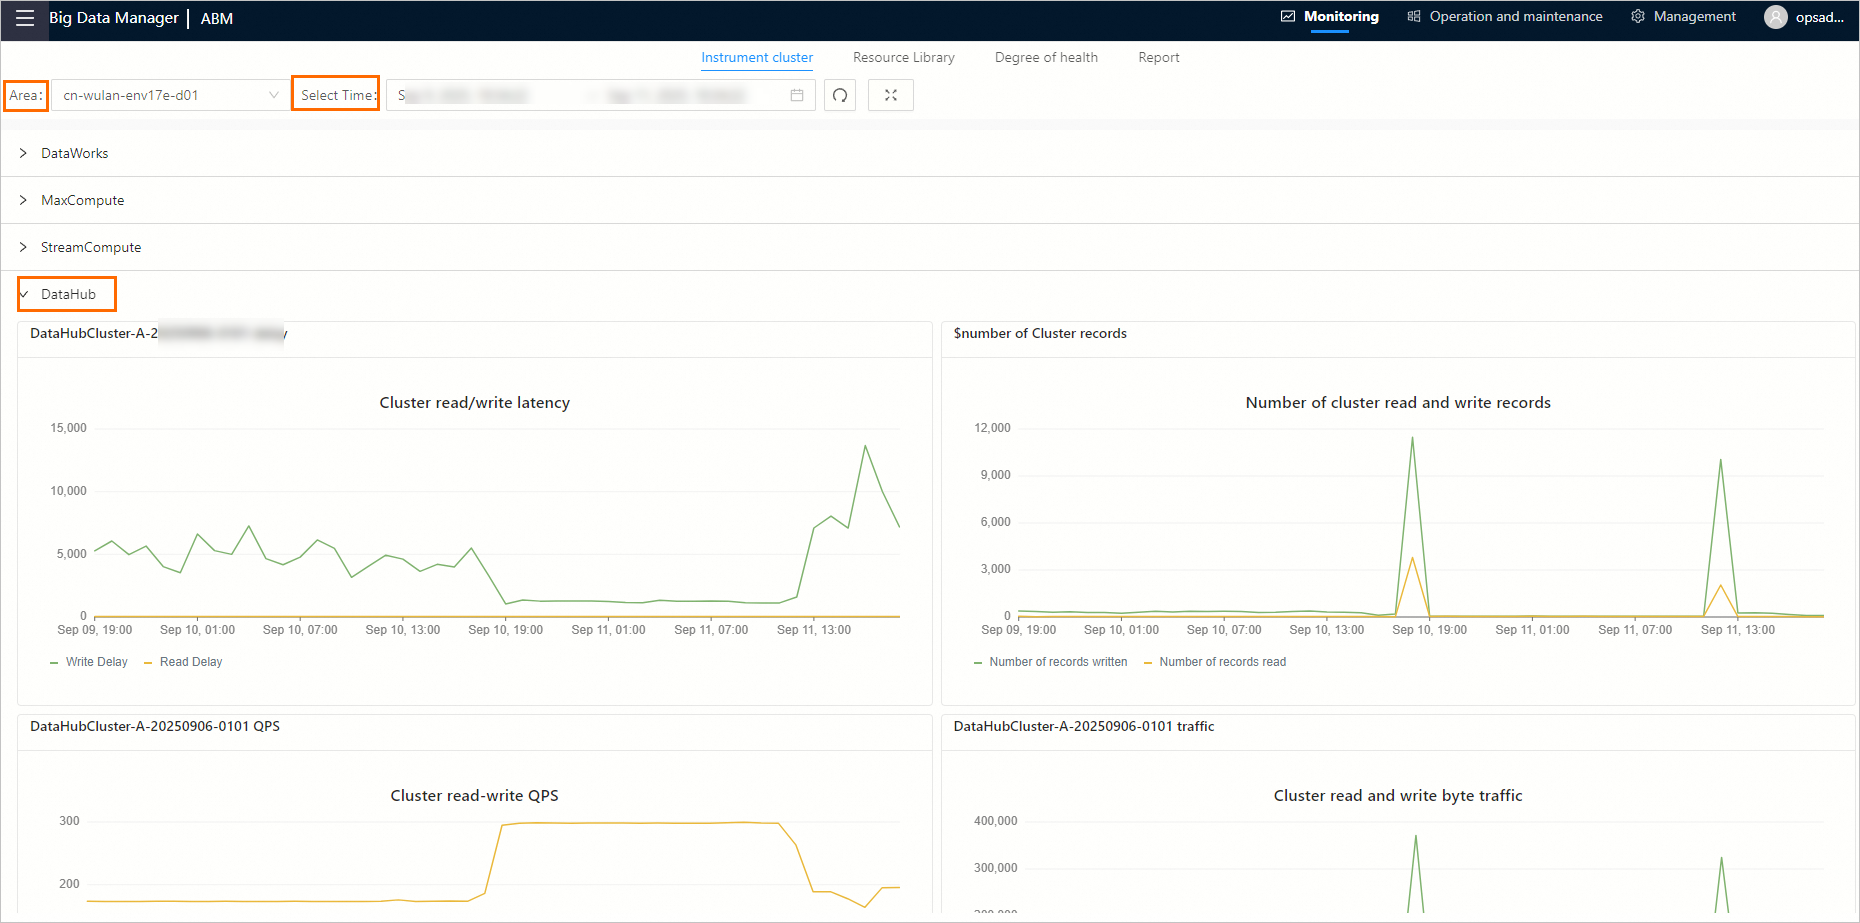 Big Data Manager | ABM
Monitoring
Operation and maintenance
Management
opsad...
Instrument cluster
Resource Library
Degree of health
Report
Area:
cn-wulan-env17e-d01
Select Time:
DataWorks
MaxCompute
StreamCompute
DataHub
DataHubCluster-A-2
Cluster read/write latency
15,000
10,000
5,000
0
Sep 09, 19:00
Sep 10, 01:00
Sep 10, 07:00
Sep 10, 13:00
Sep 10, 19:00
Sep 11, 01:00
Sep 11, 07:00
Sep 11, 13:00
Write Delay
Read Delay
$number of Cluster records
Number of cluster read and write records
12,000
9,000
6,000
3,000
0
Sep 09, 19:00
Sep 10, 01:00
Sep 10, 07:00
Sep 10, 13:00
Sep 10, 19:00
Sep 11, 01:00
Sep 11, 07:00
Sep 11, 13:00
Number of records written
Number of records read
DataHubCluster-A-20250906-0101 QPS
Cluster read-write QPS
300
200
DataHubCluster-A-20250906-0101 traffic
Cluster read and write byte traffic
400,000
300,000